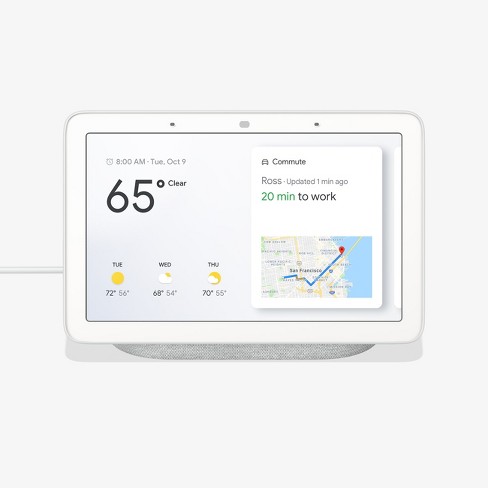 8:00 AM · Tue, Oct 9
65° Clear
TUE WED THU
72° 56° 68° 54° 70° 55°
Commute
Ross · Updated 1 min ago
20 min to work
San Francisco